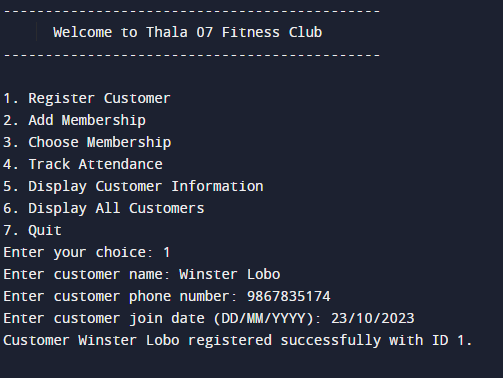 ---------------------------------------------
Welcome to Thala 07 Fitness Club
---------------------------------------------
1. Register Customer
2. Add Membership
3. Choose Membership
4. Track Attendance
5. Display Customer Information
6. Display All Customers
7. Quit
Enter your choice: 1
Enter customer name: Winster Lobo
Enter customer phone number: 9867835174
Enter customer join date (DD/MM/YYYY): 23/10/2023
Customer Winster Lobo registered successfully with ID 1.